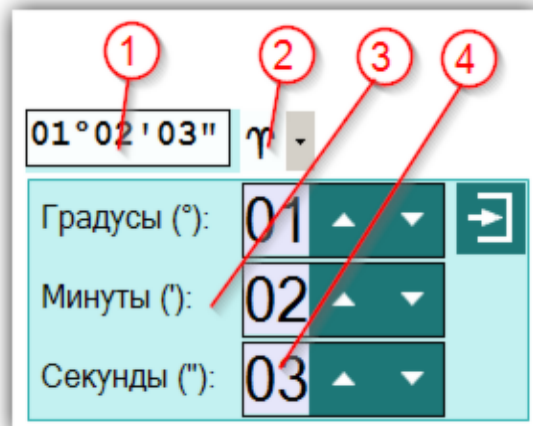 1 2 3 4
01°02'03" ♈
Градусы (°): 01
Минуты ('): 02
Секунды ("): 03